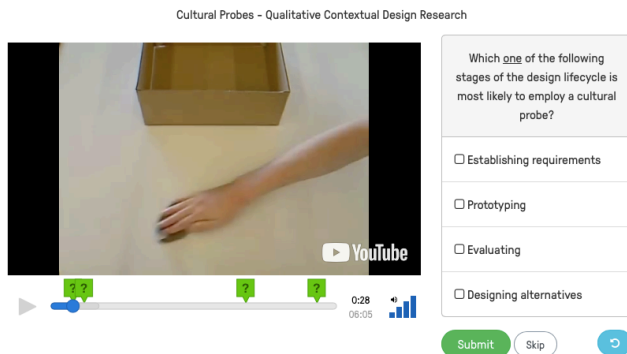 Cultural Probes - Qualitative Contextual Design Research
YouTube
? ? ? ?
0:28
06:05
Which one of the following
stages of the design lifecycle is
most likely to employ a cultural
probe?
Establishing requirements
Prototyping
Evaluating
Designing alternatives
Submit
Skip